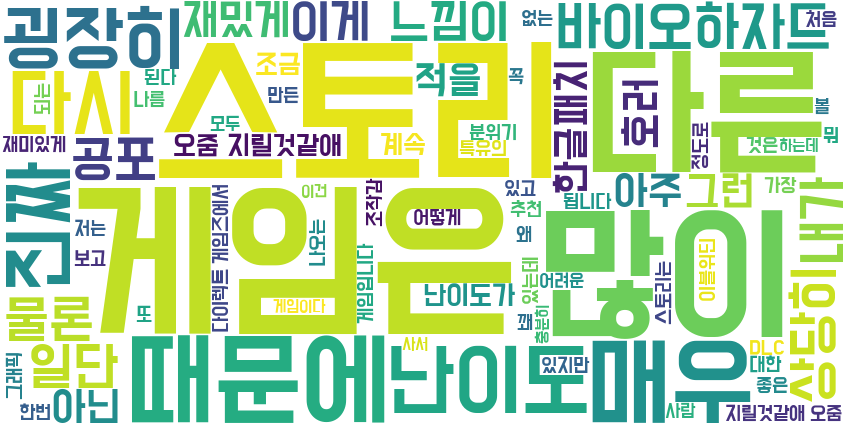 굉장히
스토리
재밌게
이게
느낌이
없는
바이오하자드
처음
다시
되는
된다
나름
조금
만든
적을
꼭
한글패치
호러
다른
볼
재미있게
공포
모두
오줌 지릴것같애
계속
분위기
특유의
정도로
것은
하는데
뭐
진짜
게임은
저는
보고
다이렉트 게임즈에서
이건
나오는
조작감
어떻게
있고
추천
됩니다
왜
많이
아주
그런
가장
내가
물론
또
게임이다
게임입니다
난이도가
있는데
어려운
스토리는
이블위딘
꽤
충분히
상당히
일단
그래픽
한번
아닌
때문에
사서
난이도
있지만
매우
DLC
대한
좋은
사람
지릴것같애 오줌